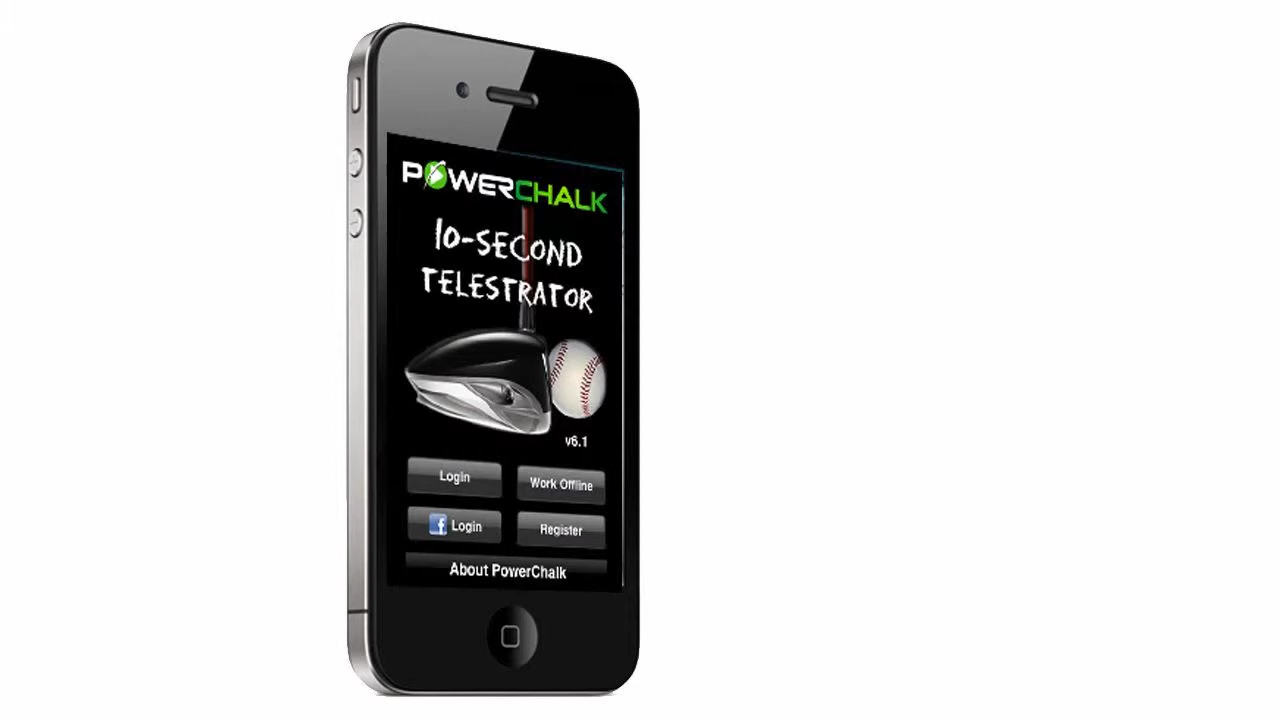 POWERCHALK
10-SECOND
TELESTRATOR
v6.1
Login
Work Offline
f Login
Register
About PowerChalk